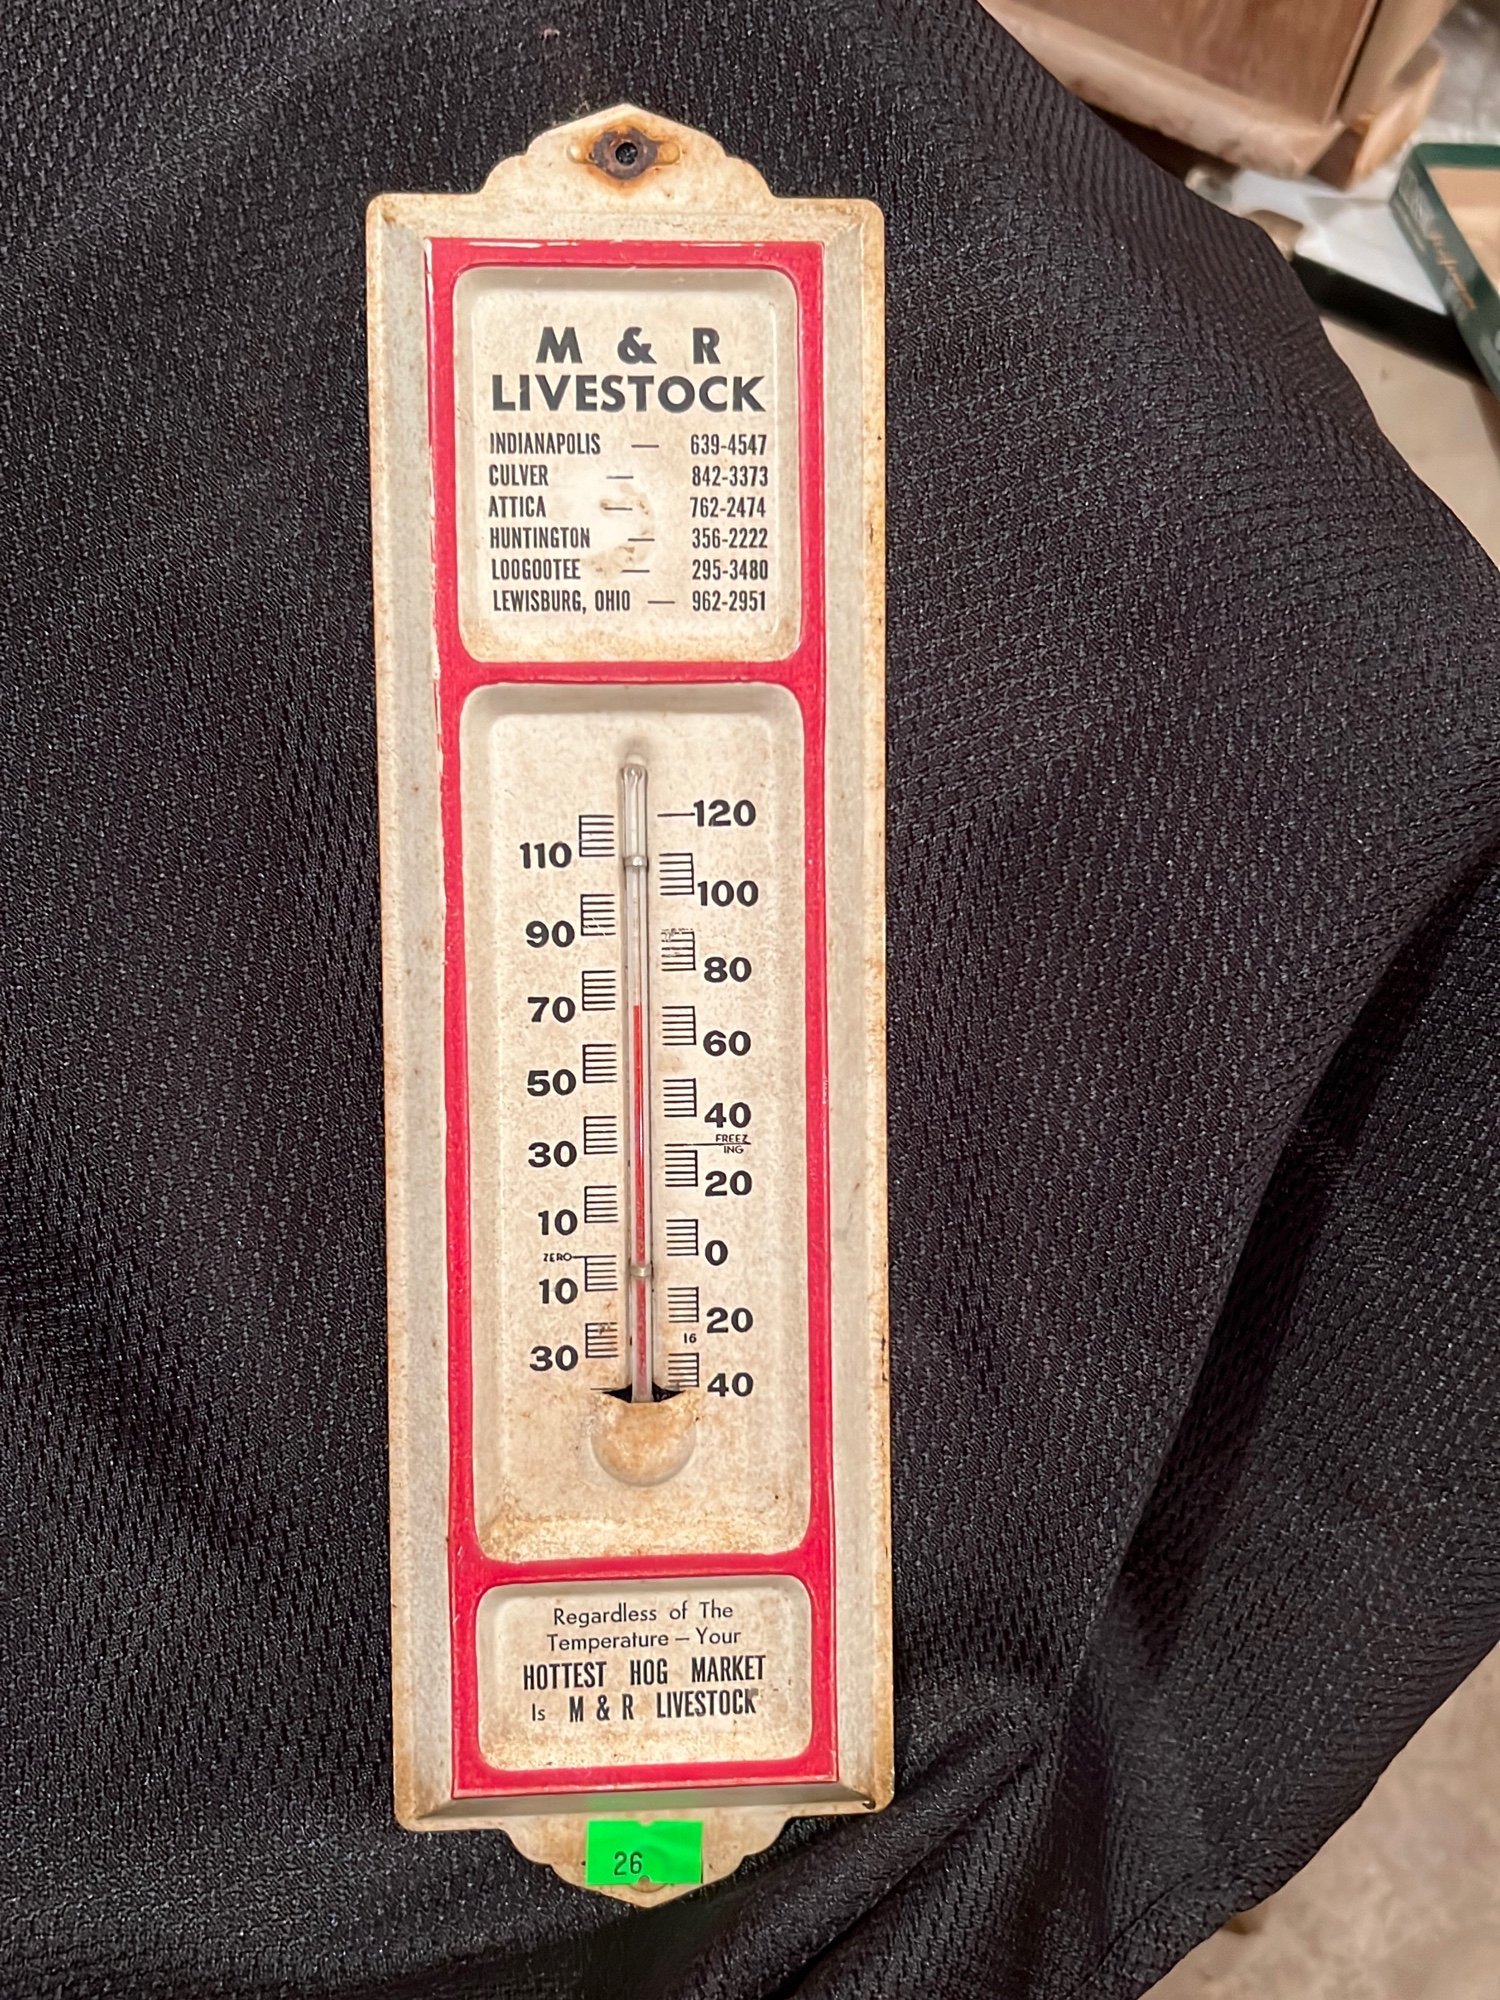 M & R
LIVESTOCK
INDIANAPOLIS — 639-4547
CULVER — 842-3373
ATTICA — 762-2474
HUNTINGTON — 356-2222
LOOGOOTEE — 295-3480
LEWISBURG, OHIO — 962-2951
120
110
100
90
80
70
60
50
40
FREEZ
ING
30
20
10
ZERO
0
10
20
16
30
40
Regardless of The
Temperature — Your
HOTTEST HOG MARKET
Is M & R LIVESTOCK
26